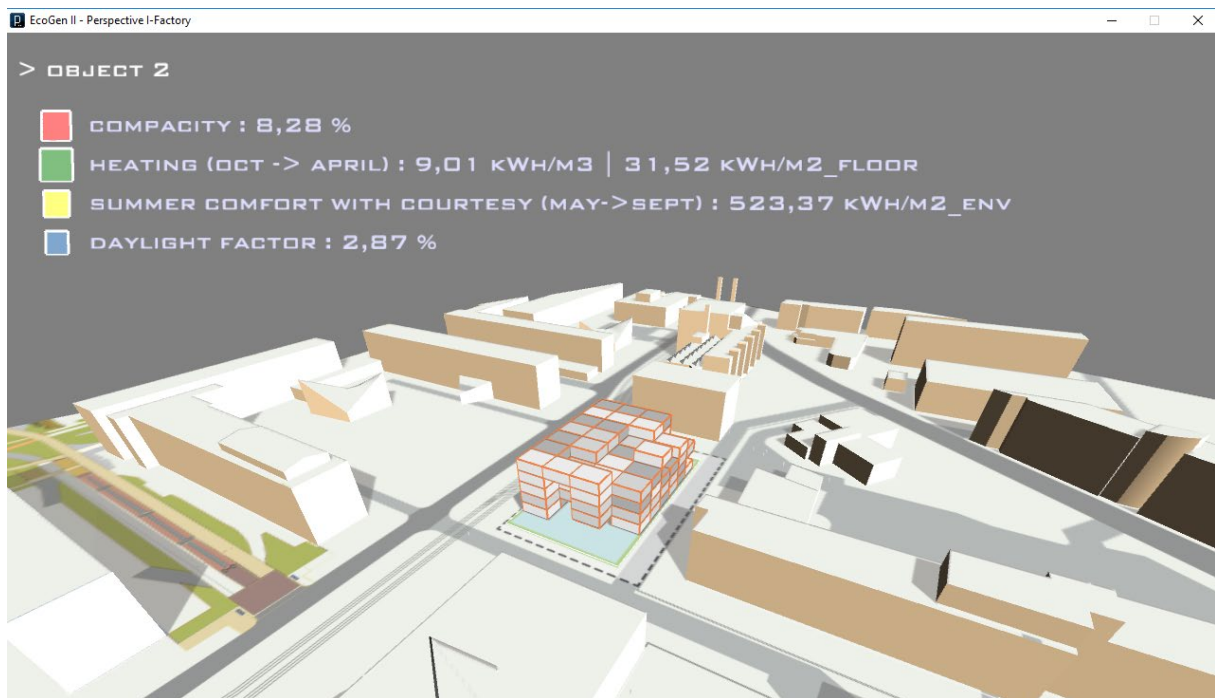 EcoGen II - Perspective I-Factory
> OBJECT 2
COMPACITY : 8,28 %
HEATING (OCT -> APRIL) : 9,01 KWH/M3 | 31,52 KWH/M2_FLOOR
SUMMER COMFORT WITH COURTESY (MAY->SEPT) : 523,37 KWH/M2_ENV
DAYLIGHT FACTOR : 2,87 %